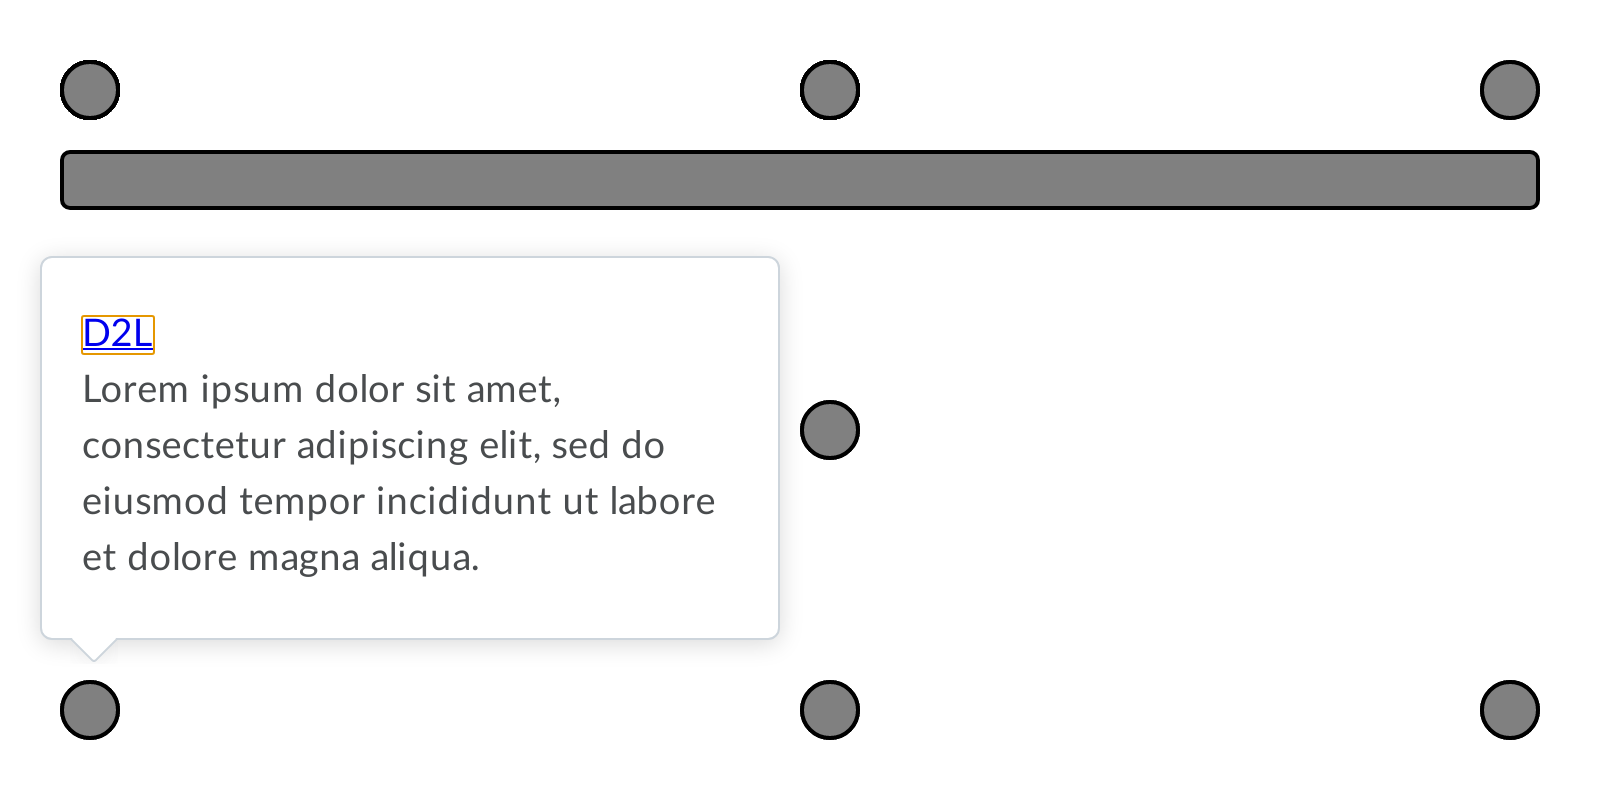 D2L
Lorem ipsum dolor sit amet,
consectetur adipiscing elit, sed do
eiusmod tempor incididunt ut labore
et dolore magna aliqua.